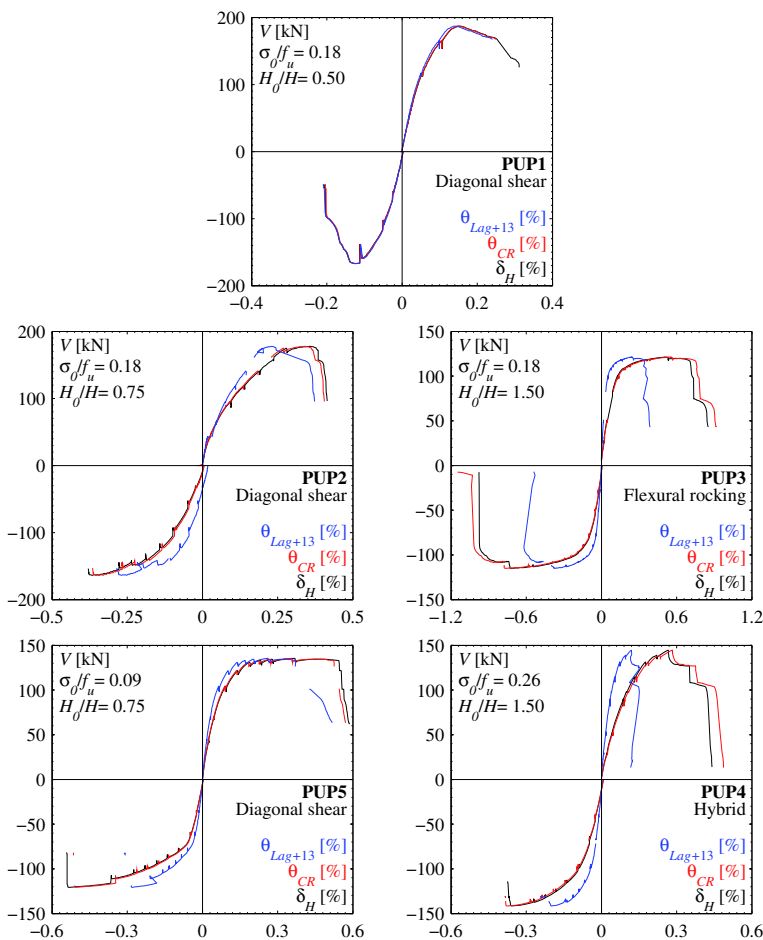 V [kN]
σ0/fu = 0.18
H0/H = 0.50
PUP1
Diagonal shear
θLag+13 [%]
θCR [%]
δH [%]
200
100
0
−100
−200
−0.4
−0.2
0
0.2
0.4
V [kN]
σ0/fu = 0.18
H0/H = 0.75
PUP2
Diagonal shear
θLag+13 [%]
θCR [%]
δH [%]
200
100
0
−100
−200
−0.5
−0.25
0
0.25
0.5
V [kN]
σ0/fu = 0.18
H0/H = 1.50
PUP3
Flexural rocking
θLag+13 [%]
θCR [%]
δH [%]
150
100
50
0
−50
−100
−150
−1.2
−0.6
0
0.6
1.2
V [kN]
σ0/fu = 0.09
H0/H = 0.75
PUP5
Diagonal shear
θLag+13 [%]
θCR [%]
δH [%]
150
100
50
0
−50
−100
−150
−0.6
−0.3
0
0.3
0.6
V [kN]
σ0/fu = 0.26
H0/H = 1.50
PUP4
Hybrid
θLag+13 [%]
θCR [%]
δH [%]
150
100
50
0
−50
−100
−150
−0.6
−0.3
0
0.3
0.6